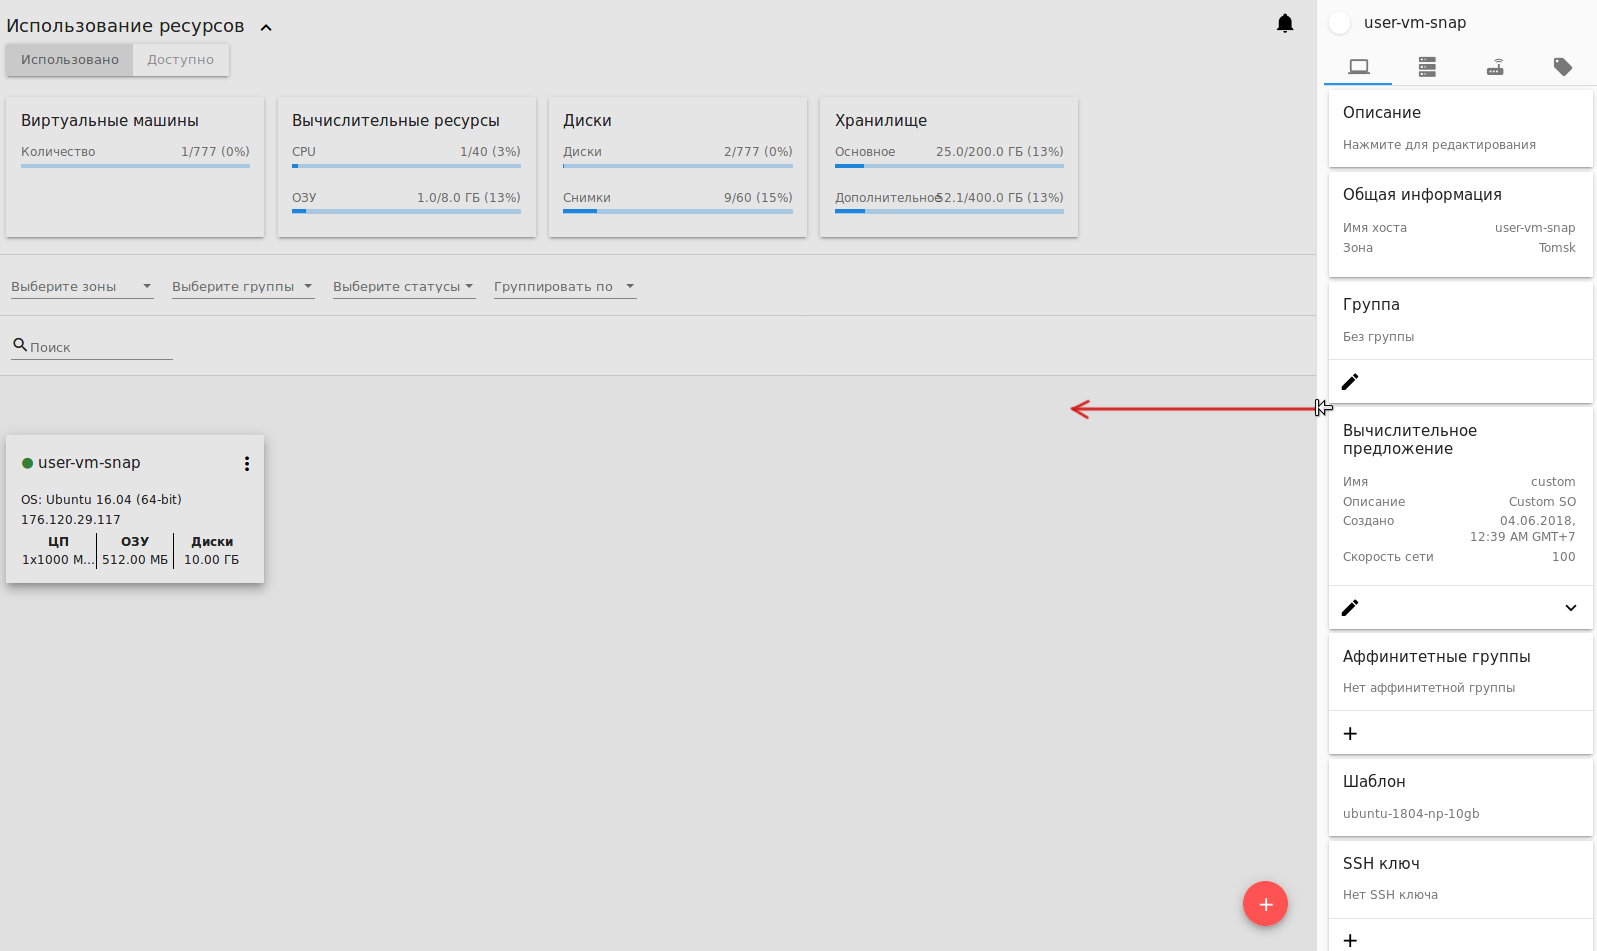 Использование ресурсов
Использовано Доступно
Виртуальные машины
Количество 1/777 (0%)
Вычислительные ресурсы
CPU 1/40 (3%)
ОЗУ 1.0/8.0 ГБ (13%)
Диски
Диски 2/777 (0%)
Снимки 9/60 (15%)
Хранилище
Основное 25.0/200.0 ГБ (13%)
Дополнительное 52.1/400.0 ГБ (13%)
Выберите зоны Выберите группы Выберите статусы Группировать по
Поиск
user-vm-snap
OS: Ubuntu 16.04 (64-bit)
176.120.29.117
ЦП ОЗУ Диски
1x1000 М... 512.00 МБ 10.00 ГБ
user-vm-snap
Описание
Нажмите для редактирования
Общая информация
Имя хоста user-vm-snap
Зона Tomsk
Группа
Без группы
Вычислительное
предложение
Имя custom
Описание Custom SO
Создано 04.06.2018,
12:39 AM GMT+7
Скорость сети 100
Аффинитетные группы
Нет аффинитетной группы
Шаблон
ubuntu-1804-np-10gb
SSH ключ
Нет SSH ключа